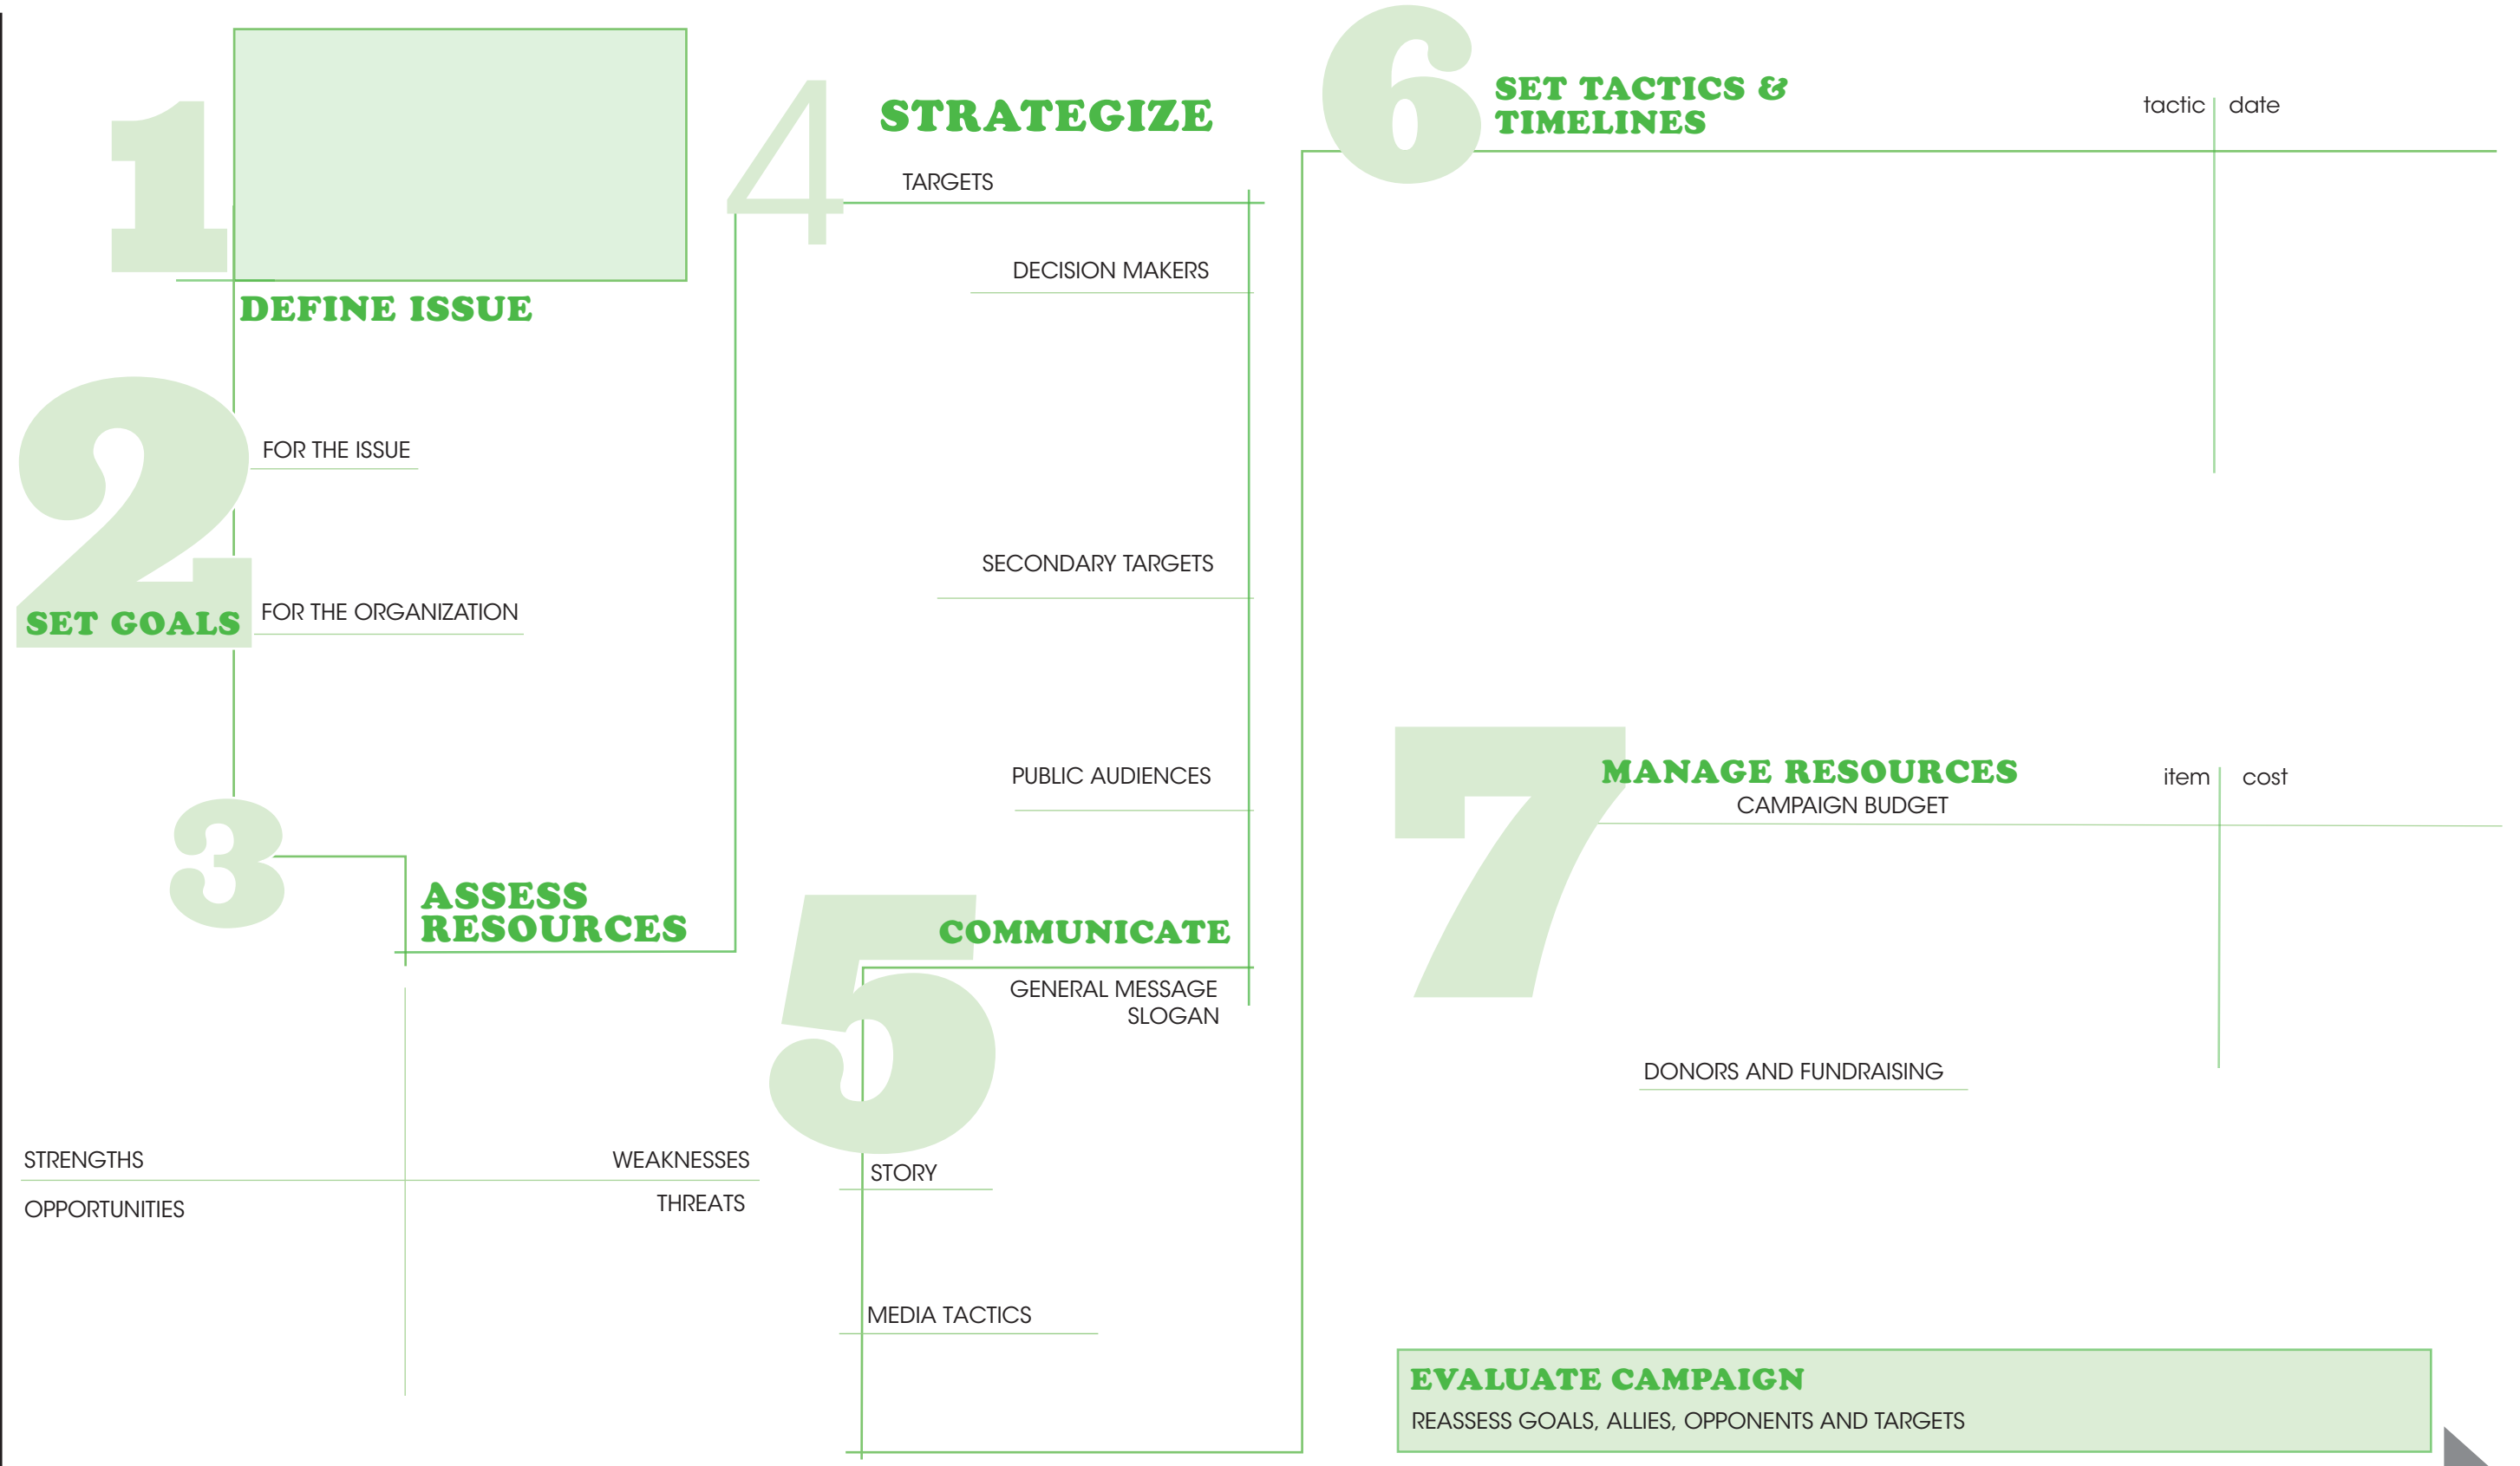 1
DEFINE ISSUE
2
SET GOALS
FOR THE ISSUE
FOR THE ORGANIZATION
3
ASSESS
RESOURCES
STRENGTHS
WEAKNESSES
OPPORTUNITIES
THREATS
4
STRATEGIZE
TARGETS
DECISION MAKERS
SECONDARY TARGETS
PUBLIC AUDIENCES
5
COMMUNICATE
GENERAL MESSAGE
SLOGAN
STORY
MEDIA TACTICS
6
SET TACTICS &
TIMELINES
tactic date
7
MANAGE RESOURCES
CAMPAIGN BUDGET
item cost
DONORS AND FUNDRAISING
EVALUATE CAMPAIGN
REASSESS GOALS, ALLIES, OPPONENTS AND TARGETS